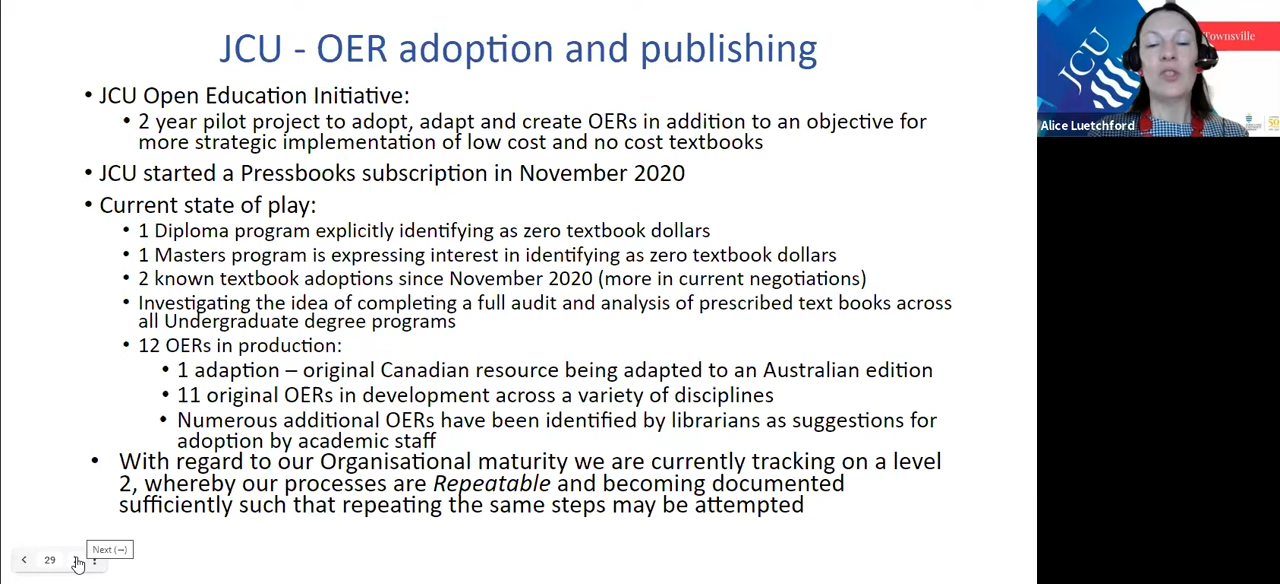 JCU - OER adoption and publishing
• JCU Open Education Initiative:
• 2 year pilot project to adopt, adapt and create OERs in addition to an objective for
more strategic implementation of low cost and no cost textbooks
• JCU started a Pressbooks subscription in November 2020
• Current state of play:
• 1 Diploma program explicitly identifying as zero textbook dollars
• 1 Masters program is expressing interest in identifying as zero textbook dollars
• 2 known textbook adoptions since November 2020 (more in current negotiations)
• Investigating the idea of completing a full audit and analysis of prescribed text books across
all Undergraduate degree programs
• 12 OERs in production:
• 1 adaption – original Canadian resource being adapted to an Australian edition
• 11 original OERs in development across a variety of disciplines
• Numerous additional OERs have been identified by librarians as suggestions for
adoption by academic staff
• With regard to our Organisational maturity we are currently tracking on a level
2, whereby our processes are Repeatable and becoming documented
sufficiently such that repeating the same steps may be attempted
Next (→)
29
JCU
Townsville
Alice Luetchford
50